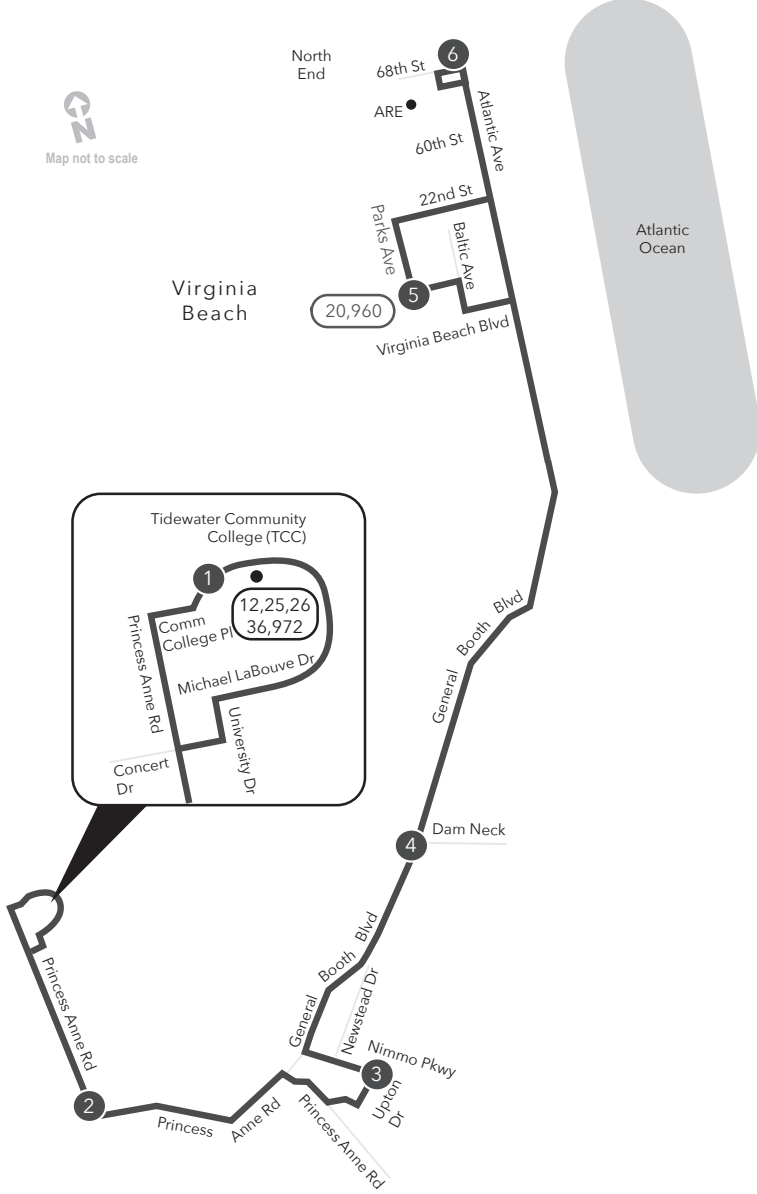 6
North
End
68th St
ARE
Atlantic Ave
60th St
N
Map not to scale
22nd St
Parks Ave
Baltic Ave
Atlantic
Ocean
Virginia
Beach
5
20,960
Virginia Beach Blvd
Tidewater Community
College (TCC)
1
12,25,26
36,972
Comm
College Pl
Princess Anne Rd
Michael LaBouve Dr
University Dr
Concert
Dr
General Booth Blvd
4
Dam Neck
General Booth Blvd
Newstead Dr
Nimmo Pkwy
3
Upton
Dr
Princess Anne Rd
2
Princess Anne Rd
Princess Anne Rd